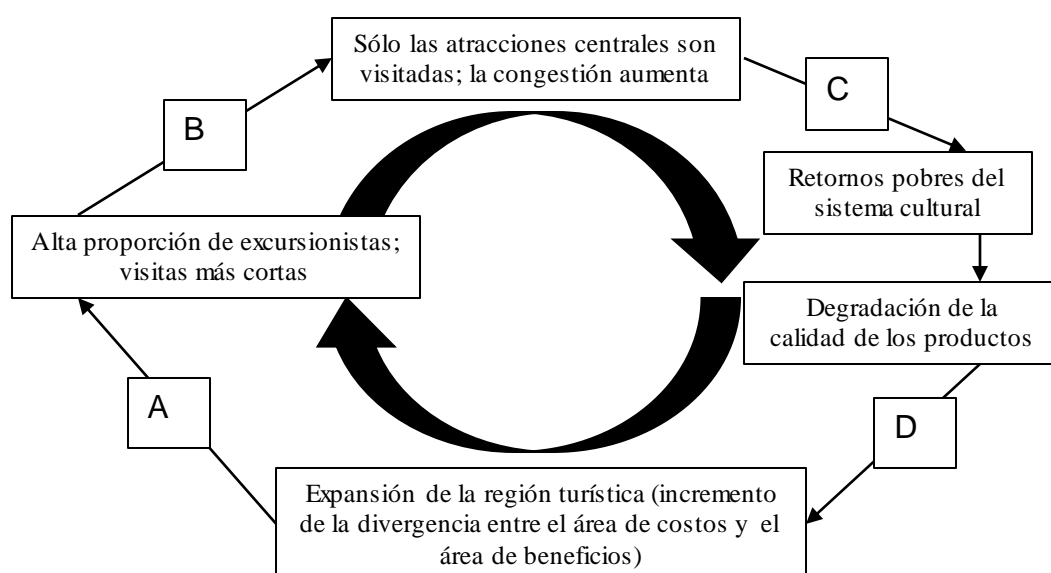 Sólo las atracciones centrales son
visitadas; la congestión aumenta
C
B
Retornos pobres del
sistema cultural
Alta proporción de excursionistas;
visitas más cortas
Degradación de la
calidad de los productos
A
D
Expansión de la región turística (incremento
de la divergencia entre el área de costos y el
área de beneficios)